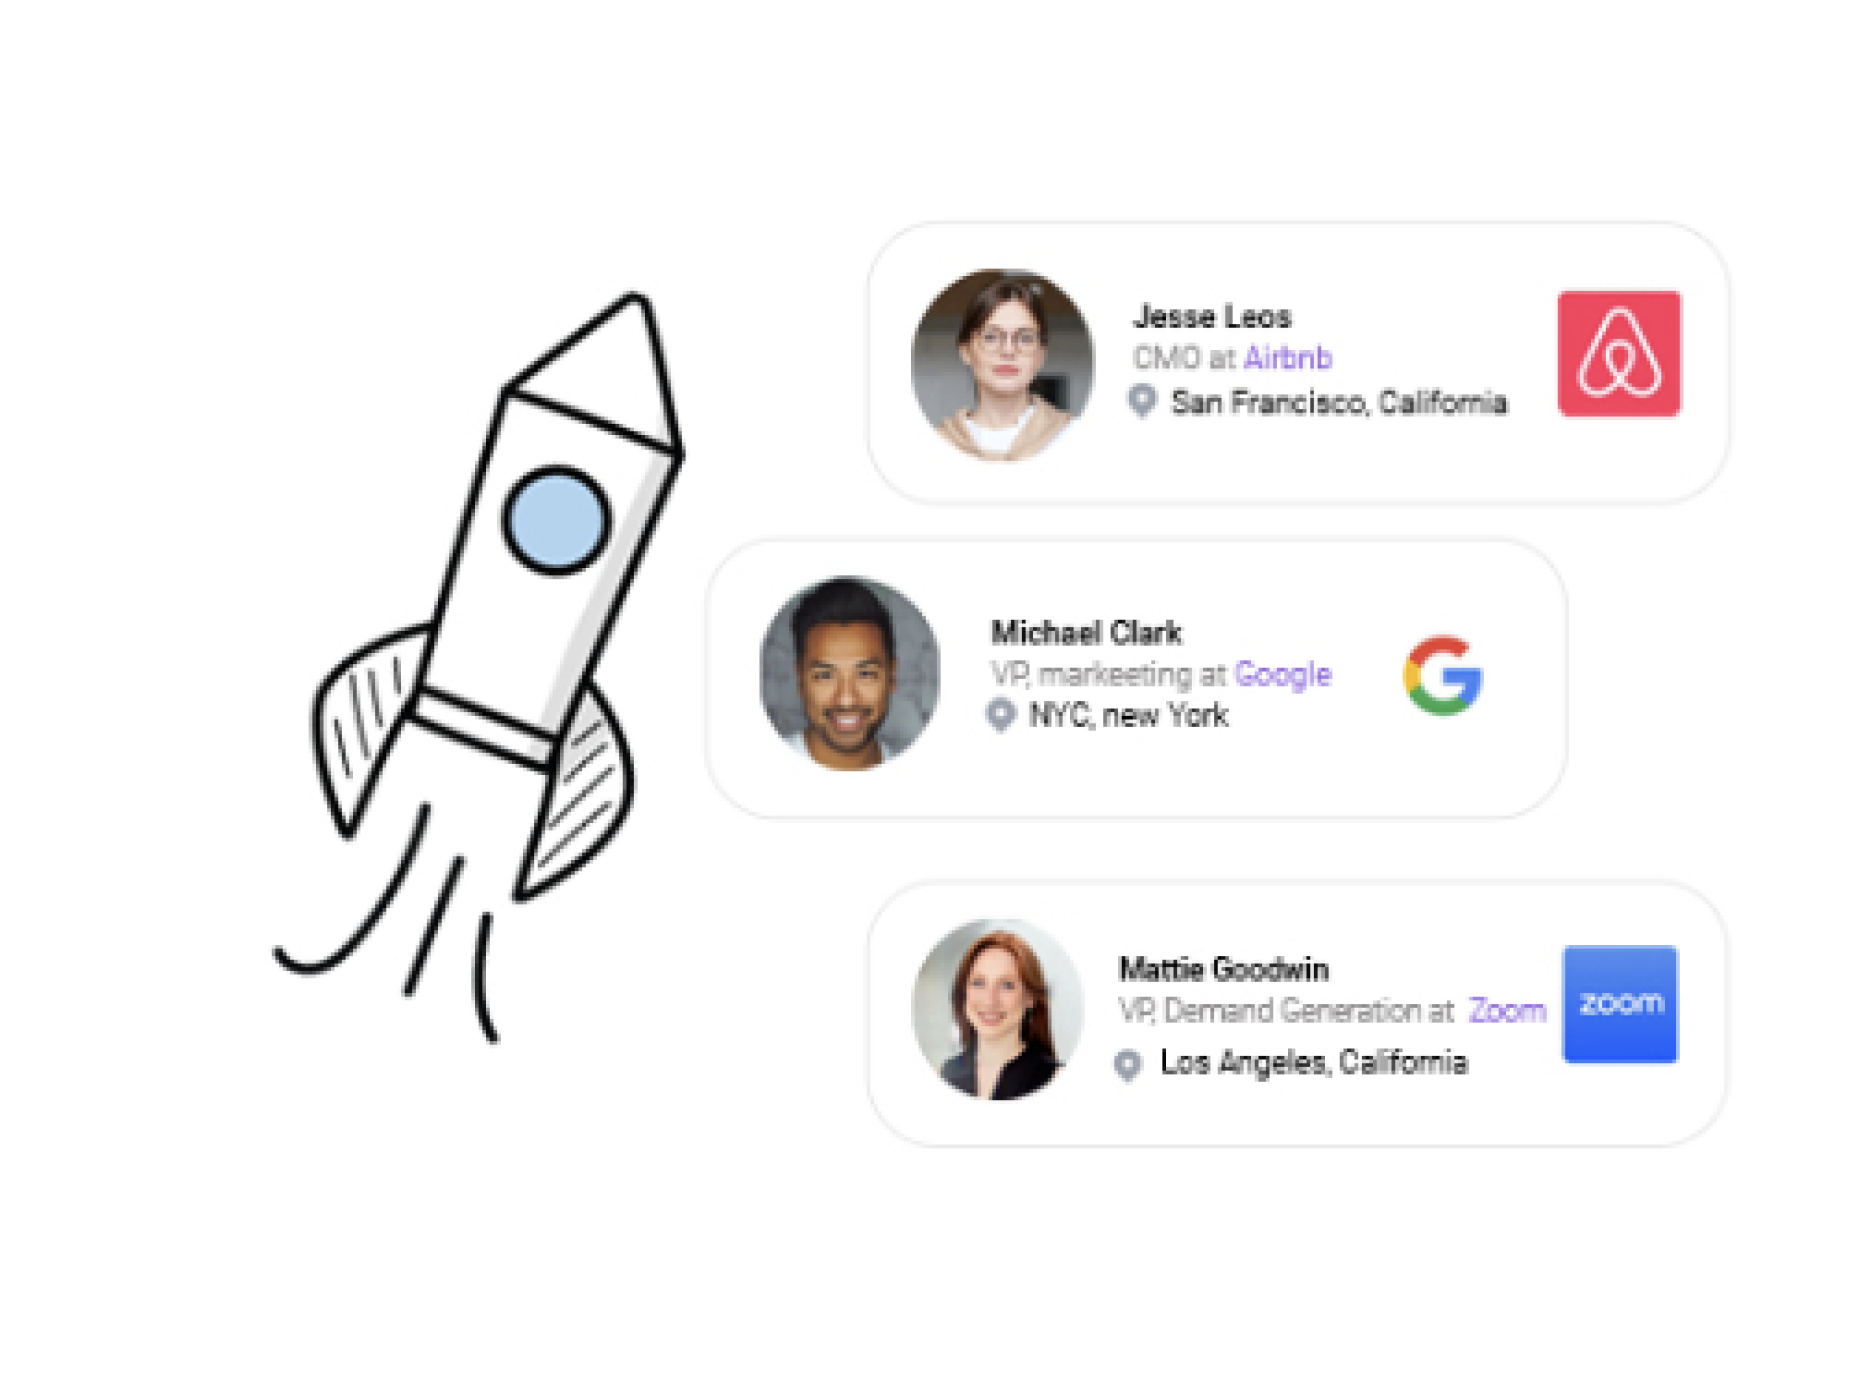 Jesse Leos
CMO at Airbnb
San Francisco, California
Michael Clark
VP, markeeting at Google
NYC, new York
Mattie Goodwin
VP, Demand Generation at Zoom
zoom
Los Angeles, California